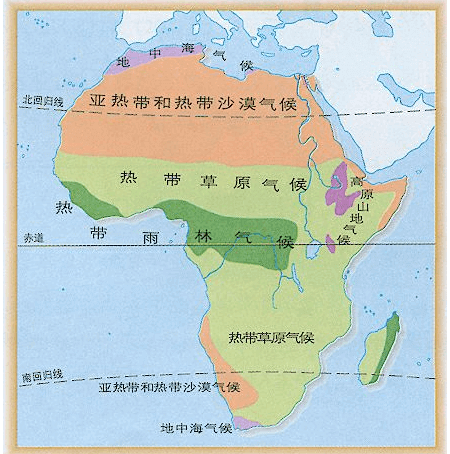 地中海气候
北回归线
亚热带和热带沙漠气候
热带草原气候
高原山地气候
热带雨林气候
赤道
热带草原气候
南回归线
亚热带和热带沙漠气候
地中海气候